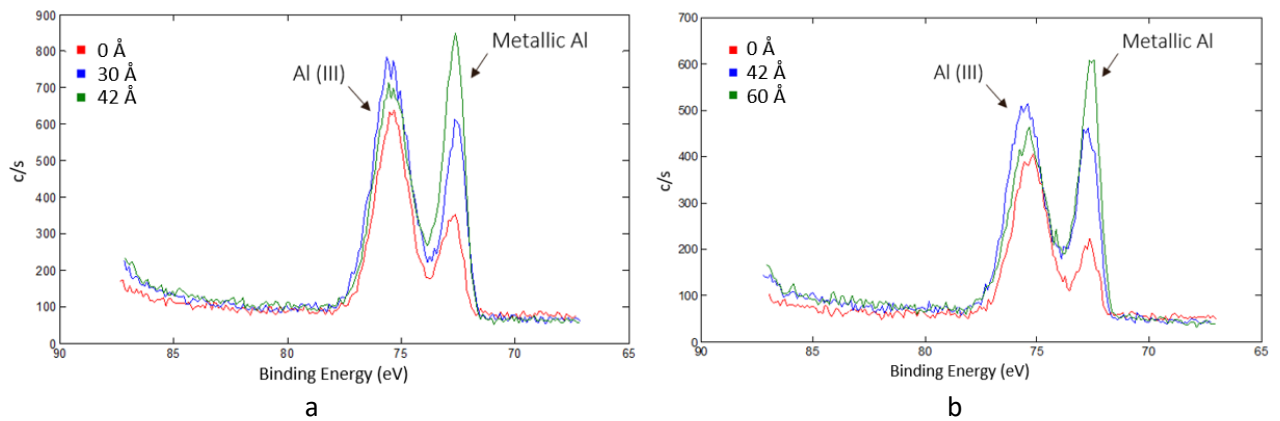 900
800
700
600
500
400
300
200
100
0
c/s
0 Å
30 Å
42 Å
Al (III)
Metallic Al
90 85 80 75 70 65
Binding Energy (eV)
a
700
600
500
400
300
200
100
0
c/s
0 Å
42 Å
60 Å
Al (III)
Metallic Al
90 85 80 75 70 65
Binding Energy (eV)
b